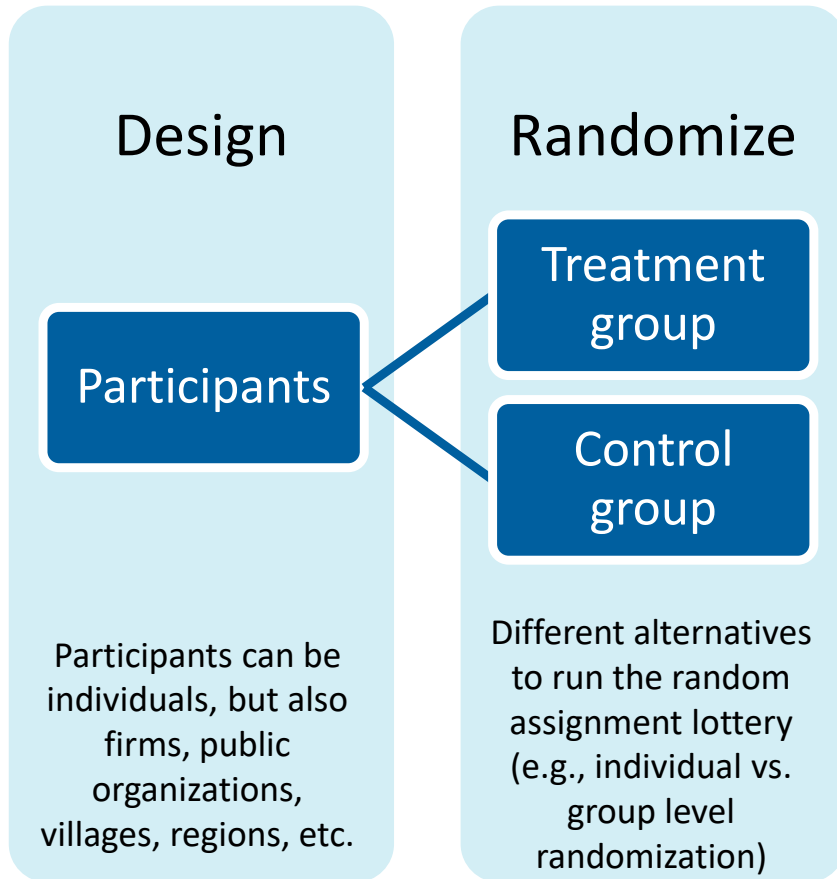 Design
Participants
Participants can be
individuals, but also
firms, public
organizations,
villages, regions, etc.
Randomize
Treatment
group
Control
group
Different alternatives
to run the random
assignment lottery
(e.g., individual vs.
group level
randomization)